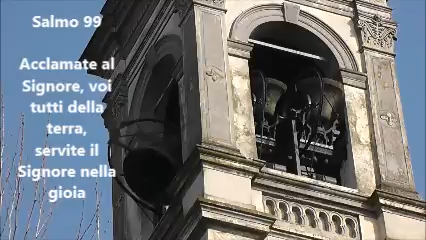 Salmo 99
Acclamate al
Signore, voi
tutti della
terra,
servite il
Signore nella
gioia